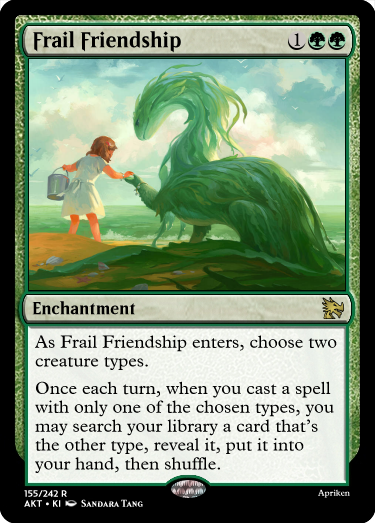 Frail Friendship 1
Enchantment
As Frail Friendship enters, choose two
creature types.
Once each turn, when you cast a spell
with only one of the chosen types, you
may search your library a card that's
the other type, reveal it, put it into
your hand, then shuffle.
155/242 R
AKT • KI Sandara Tang
Apriken